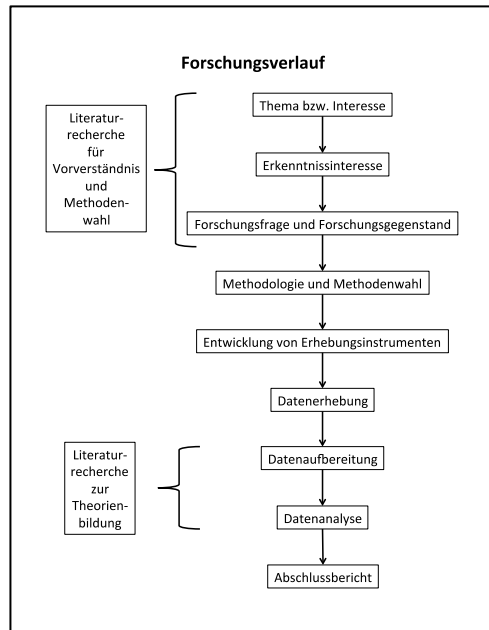 Forschungsverlauf
Literatur-
recherche
für
Vorverständnis
und
Methoden-
wahl
Thema bzw. Interesse
Erkenntnissinteresse
Forschungsfrage und Forschungsgegenstand
Methodologie und Methodenwahl
Entwicklung von Erhebungsinstrumenten
Datenerhebung
Literatur-
recherche
zur
Theorien-
bildung
Datenaufbereitung
Datenanalyse
Abschlussbericht